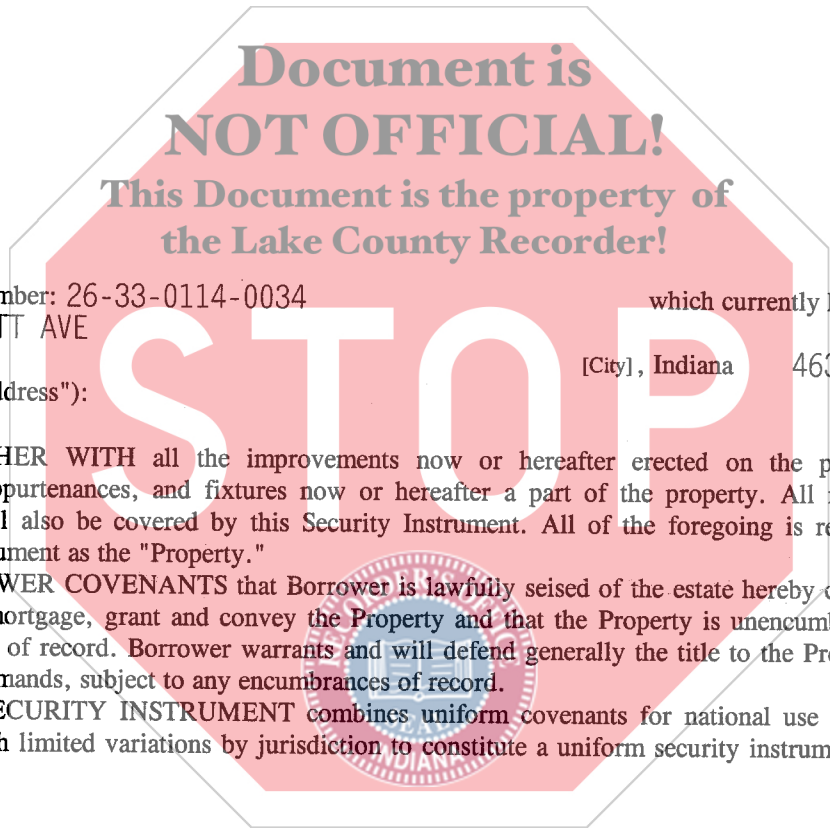 Document is
NOT OFFICIAL!
This Document is the property of
the Lake County Recorder!
mber: 26-33-0114-0034 which currently
TT AVE
STOP
[City], Indiana 463
ddress"):
HER WITH all the improvements now or hereafter erected on the p
ppurtenances, and fixtures now or hereafter a part of the property. All
l also be covered by this Security Instrument. All of the foregoing is re
ument as the "Property."
WER COVENANTS that Borrower is lawfully seised of the estate hereby
ortgage, grant and convey the Property and that the Property is unencumb
of record. Borrower warrants and will defend generally the title to the Pro
mands, subject to any encumbrances of record.
ECURITY INSTRUMENT combines uniform covenants for national use
h limited variations by jurisdiction to constitute a uniform security instrum
INDIANA